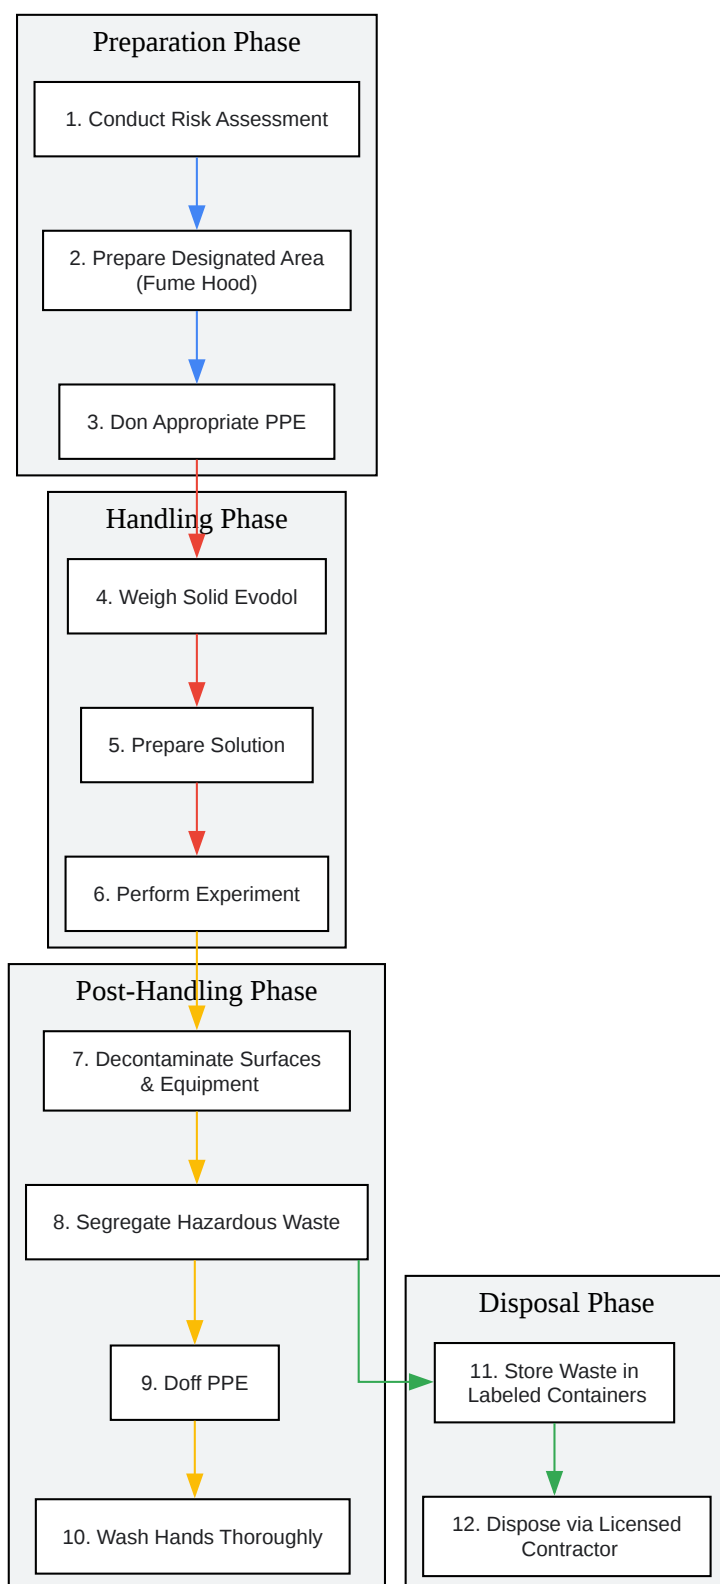 Preparation Phase
1. Conduct Risk Assessment
2. Prepare Designated Area
(Fume Hood)
3. Don Appropriate PPE
Handling Phase
4. Weigh Solid Evodol
5. Prepare Solution
6. Perform Experiment
Post-Handling Phase
7. Decontaminate Surfaces
& Equipment
8. Segregate Hazardous Waste
9. Doff PPE
10. Wash Hands Thoroughly
Disposal Phase
11. Store Waste in
Labeled Containers
12. Dispose via Licensed
Contractor